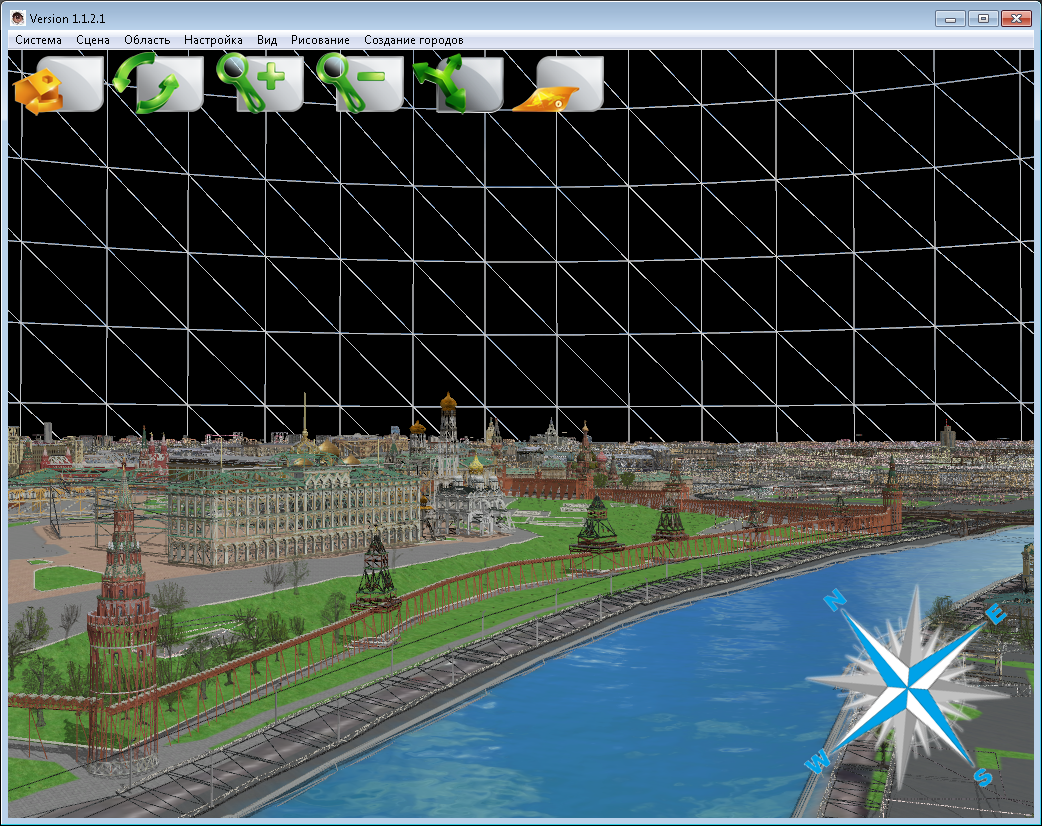 Version 1.1.2.1
Система Сцена Область Настройка Вид Рисование Создание городов
N
E
W
S